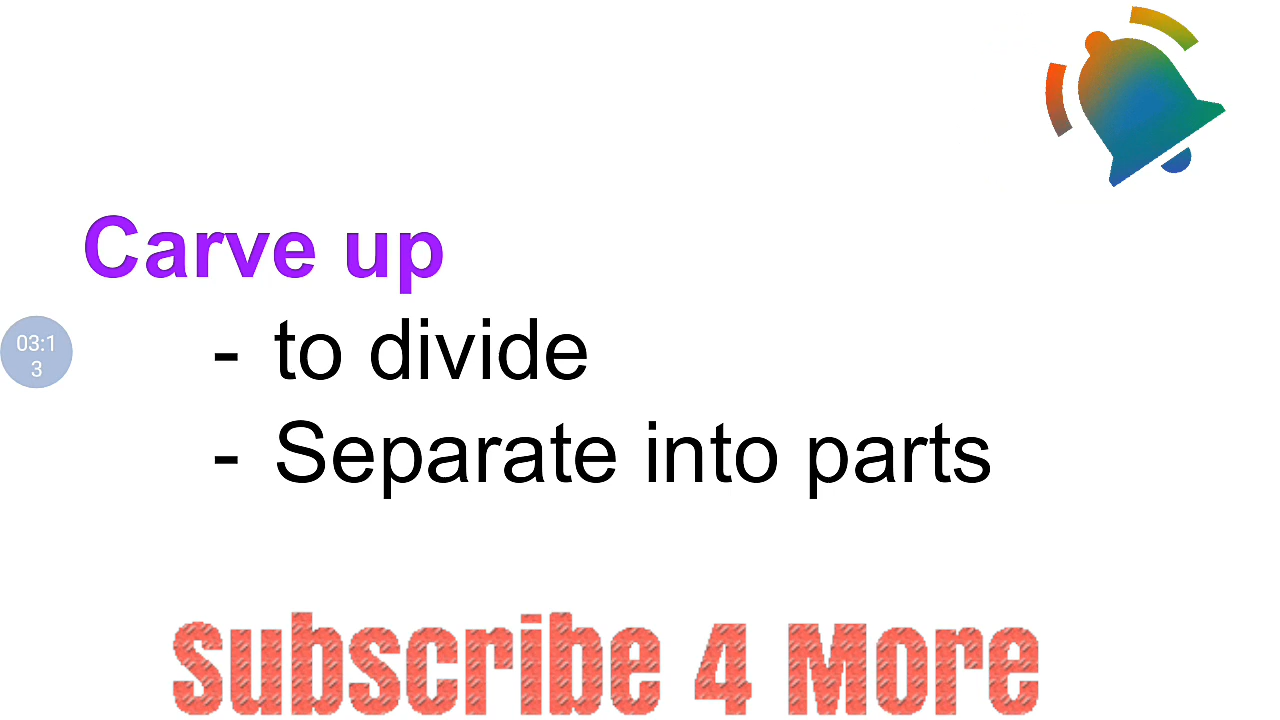 Carve up
- to divide
03:1
3
- Separate into parts
Subscribe 4 More